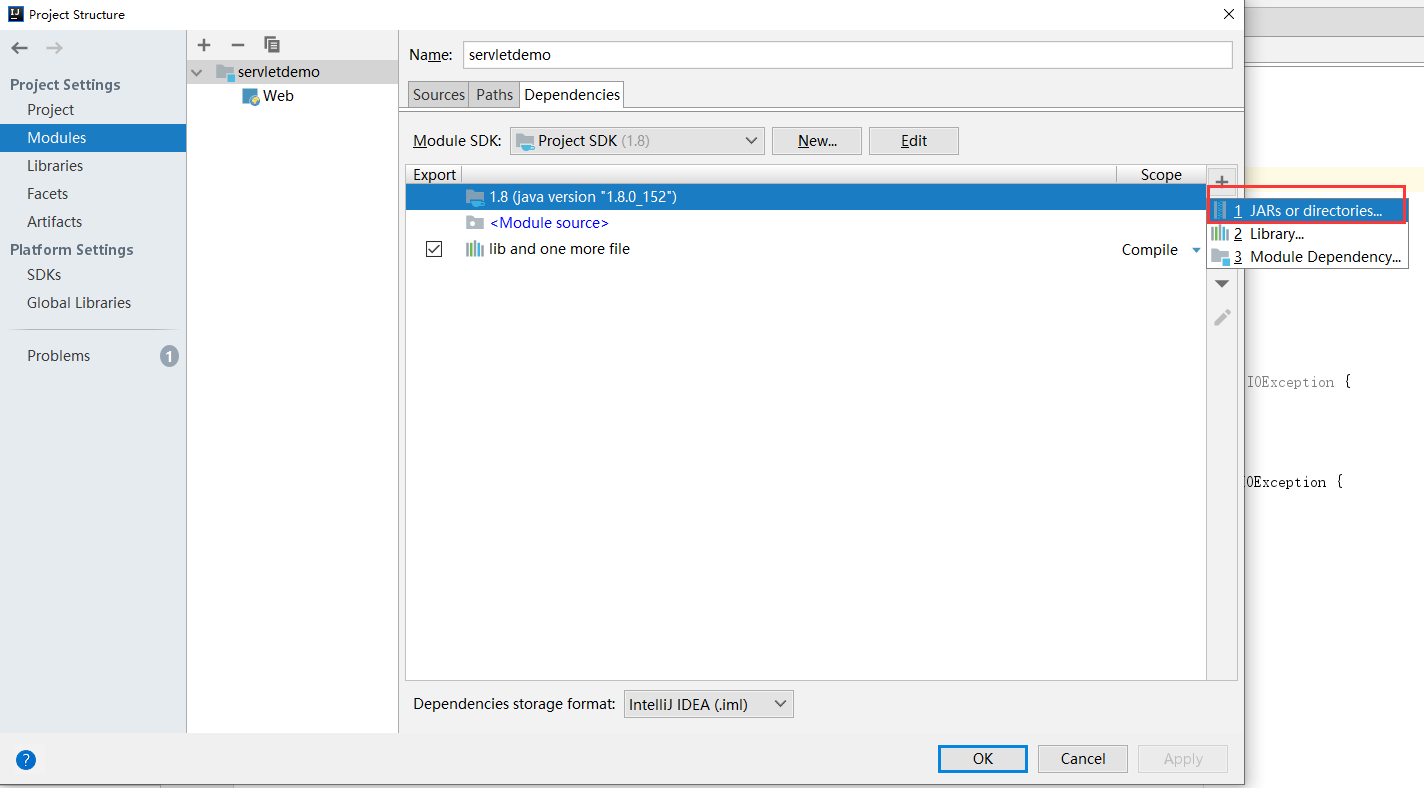 Project Structure
Project Settings
Project
Modules
Libraries
Facets
Artifacts
Platform Settings
SDKs
Global Libraries
Problems 1
servletdemo
Web
Name: servletdemo
Sources Paths Dependencies
Module SDK: Project SDK (1.8) New... Edit
Export Scope
1.8 (java version "1.8.0_152")
<Module source>
lib and one more file Compile
1 JARs or directories...
2 Library...
3 Module Dependency...
IOException {
IOException {
Dependencies storage format: IntelliJ IDEA (.iml)
? OK Cancel Apply